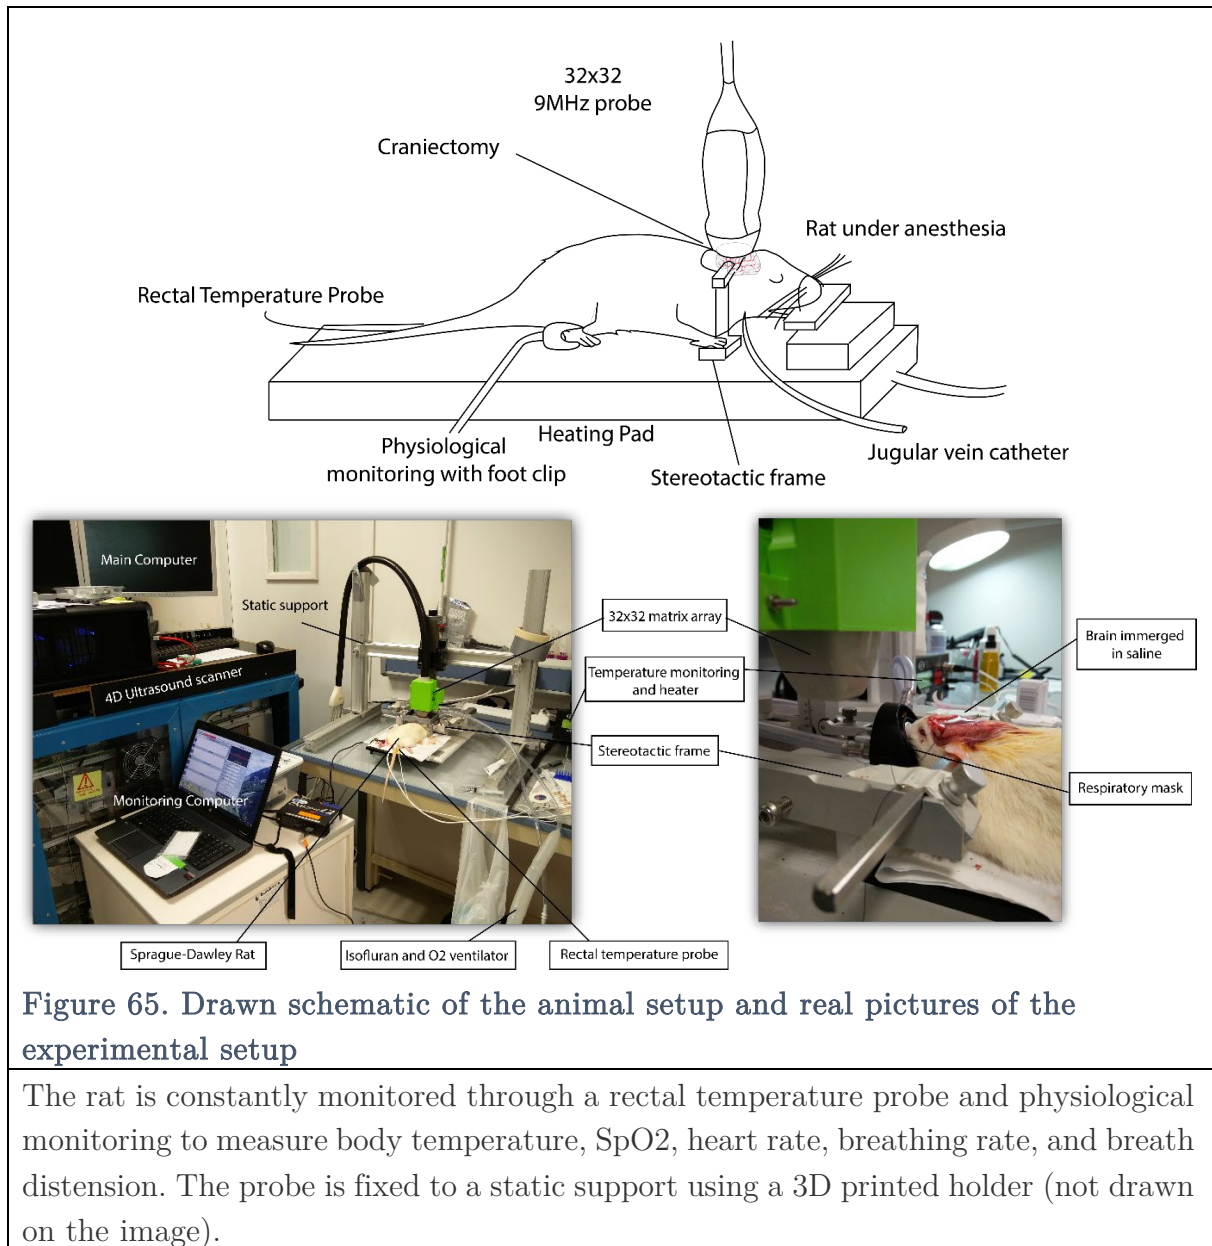 32x32
9MHz probe
Craniectomy
Rat under anesthesia
Rectal Temperature Probe
Physiological
monitoring with foot clip
Heating Pad
Stereotactic frame
Jugular vein catheter
Main Computer
Static support
4D Ultrasound scanner
Monitoring Computer
32x32 matrix array
Temperature monitoring
and heater
Stereotactic frame
Brain immerged
in saline
Respiratory mask
Sprague-Dawley Rat
Isofluran and O2 ventilator
Rectal temperature probe
Figure 65. Drawn schematic of the animal setup and real pictures of the
experimental setup
The rat is constantly monitored through a rectal temperature probe and physiological
monitoring to measure body temperature, SpO2, heart rate, breathing rate, and breath
distension. The probe is fixed to a static support using a 3D printed holder (not drawn
on the image).